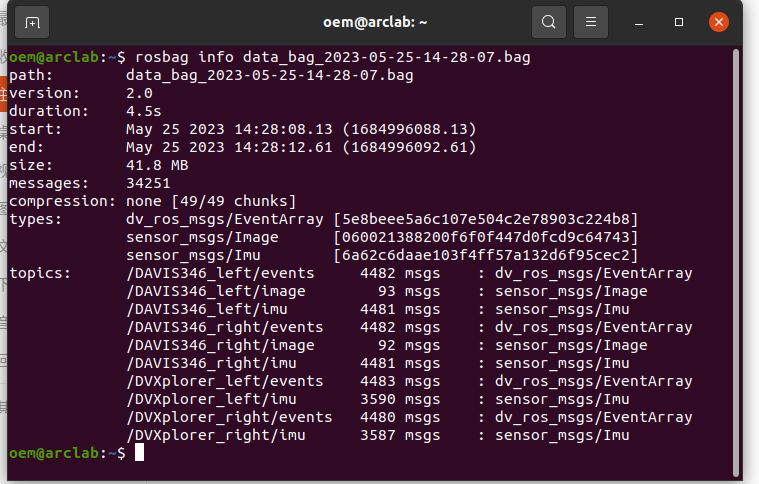 oem@arclab: ~
oem@arclab:~$ rosbag info data_bag_2023-05-25-14-28-07.bag
path:        data_bag_2023-05-25-14-28-07.bag
version:     2.0
duration:    4.5s
start:       May 25 2023 14:28:08.13 (1684996088.13)
end:         May 25 2023 14:28:12.61 (1684996092.61)
size:        41.8 MB
messages:    34251
compression: none [49/49 chunks]
types:       dv_ros_msgs/EventArray [5e8beee5a6c107e504c2e78903c224b8]
             sensor_msgs/Image      [060021388200f6f0f447d0fcd9c64743]
             sensor_msgs/Imu        [6a62c6daae103f4ff57a132d6f95cec2]
topics:      /DAVIS346_left/events     4482 msgs    : dv_ros_msgs/EventArray
             /DAVIS346_left/image        93 msgs    : sensor_msgs/Image
             /DAVIS346_left/imu        4481 msgs    : sensor_msgs/Imu
             /DAVIS346_right/events    4482 msgs    : dv_ros_msgs/EventArray
             /DAVIS346_right/image       92 msgs    : sensor_msgs/Image
             /DAVIS346_right/imu       4481 msgs    : sensor_msgs/Imu
             /DVXplorer_left/events    4483 msgs    : dv_ros_msgs/EventArray
             /DVXplorer_left/imu       3590 msgs    : sensor_msgs/Imu
             /DVXplorer_right/events   4480 msgs    : dv_ros_msgs/EventArray
             /DVXplorer_right/imu      3587 msgs    : sensor_msgs/Imu
oem@arclab:~$